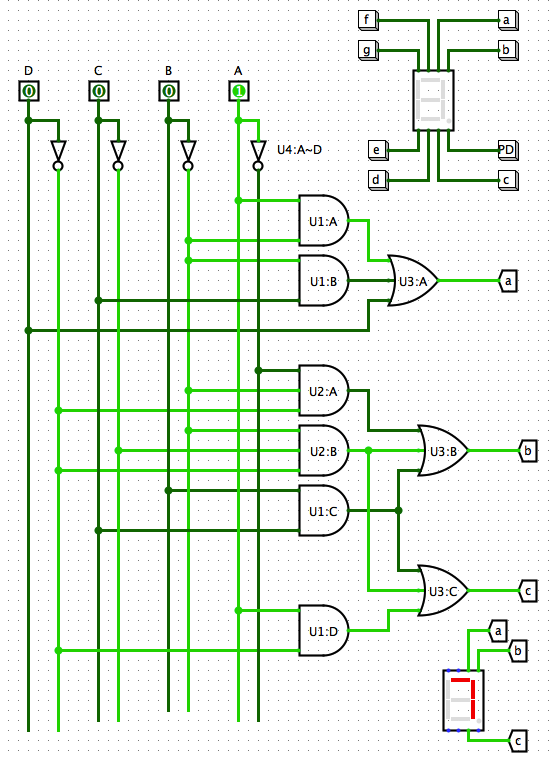 f a
g b
D C B A
0 0 0 1
e PD
U4:A~D
d c
U1:A
U1:B U3:A a
U2:A
U2:B U3:B b
U1:C
U3:C c
U1:D a
b
c